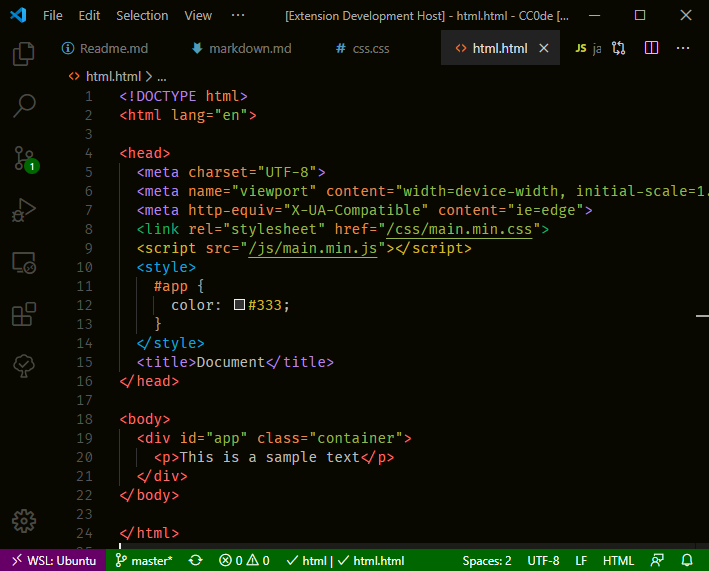 File Edit Selection View ··· [Extension Development Host] - html.html - CC0de [...
Readme.md markdown.md # css.css <> html.html JS ja ···
<> html.html > ...
1 <!DOCTYPE html>
2 <html lang="en">
3
4 <head>
5 <meta charset="UTF-8">
6 <meta name="viewport" content="width=device-width, initial-scale=1.
7 <meta http-equiv="X-UA-Compatible" content="ie=edge">
8 <link rel="stylesheet" href="/css/main.min.css">
9 <script src="/js/main.min.js"></script>
10 <style>
11 #app {
12 color: #333;
13 }
14 </style>
15 <title>Document</title>
16 </head>
17
18 <body>
19 <div id="app" class="container">
20 <p>This is a sample text</p>
21 </div>
22 </body>
23
24 </html>
1
WSL: Ubuntu master* 0 0 html | html.html Spaces: 2 UTF-8 LF HTML